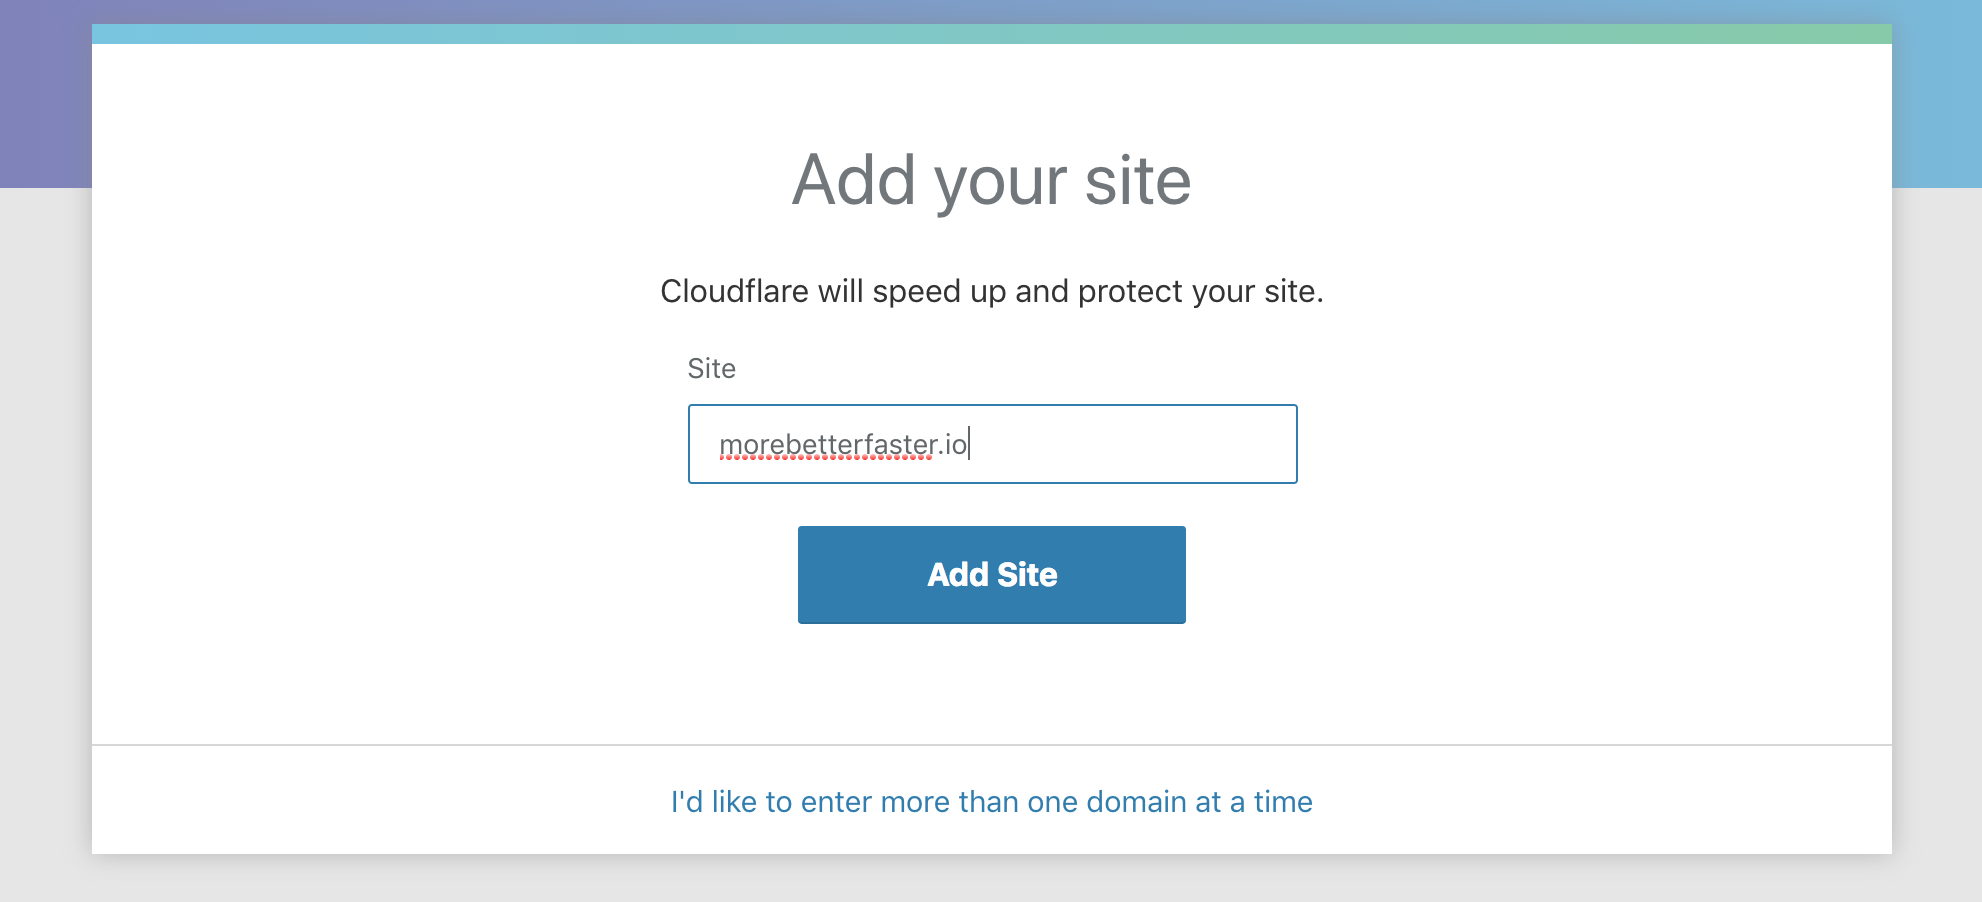 Add your site
Cloudflare will speed up and protect your site.
Site
morebetterfaster.io
Add Site
I'd like to enter more than one domain at a time